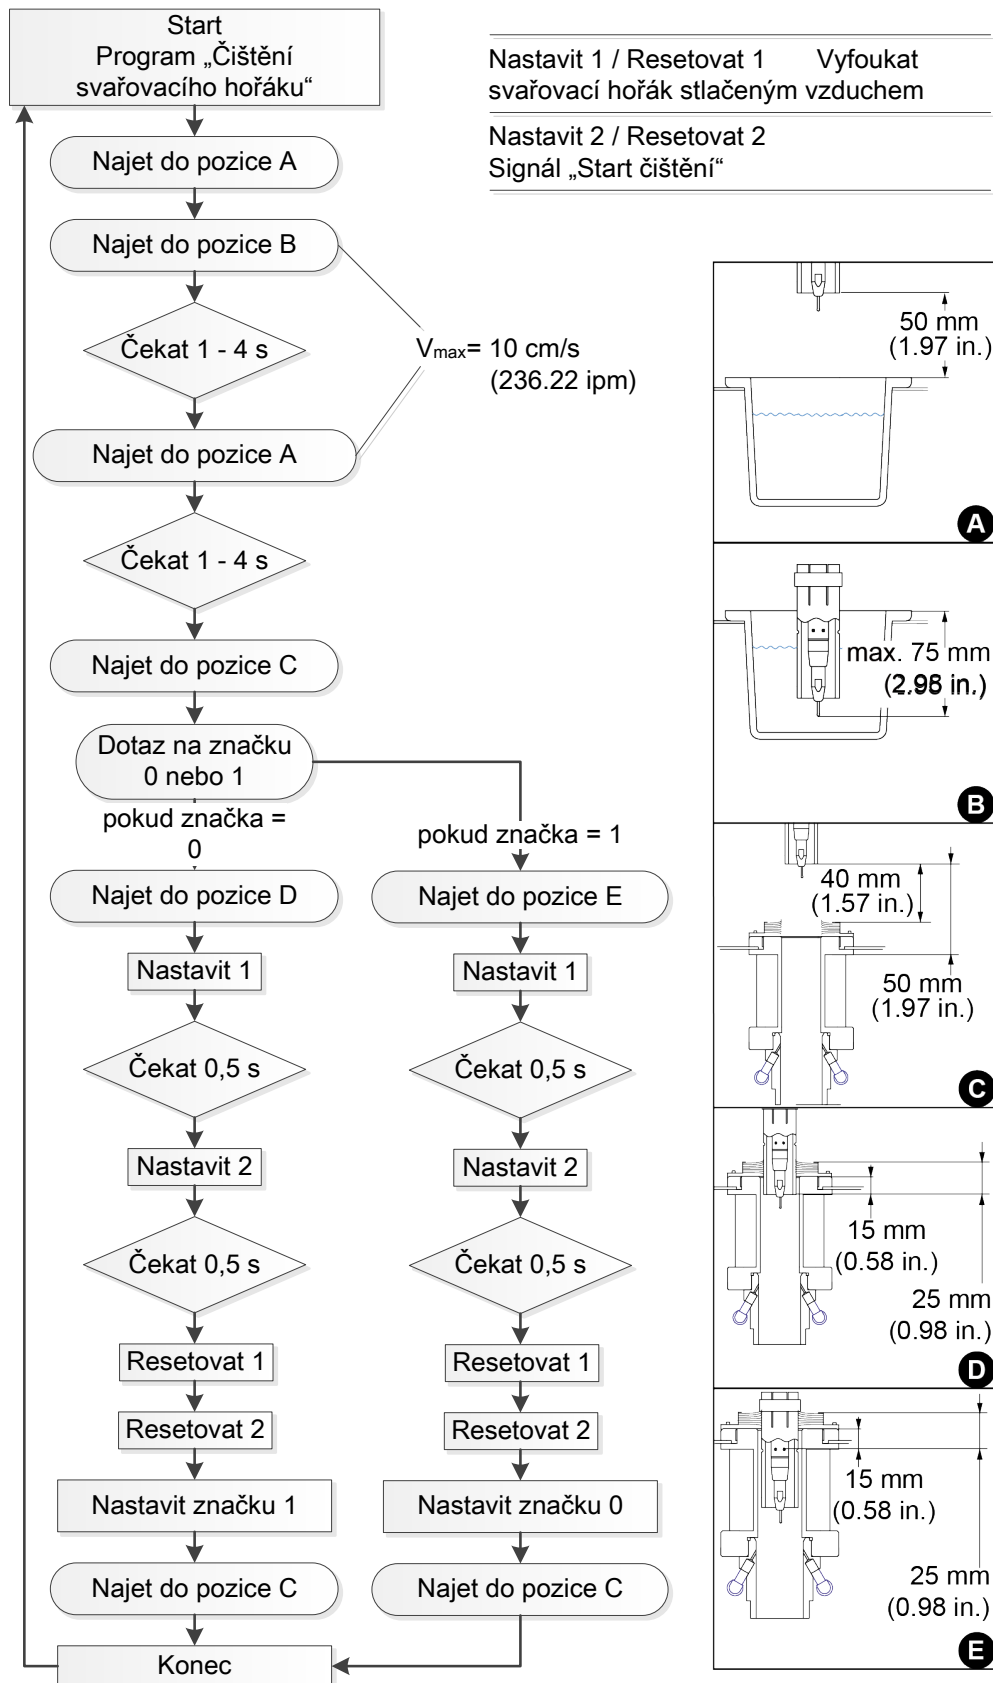 Start
Program „Čištění
svařovacího hořáku“
Nastavit 1 / Resetovat 1 Vyfoukat
svařovací hořák stlačeným vzduchem
Nastavit 2 / Resetovat 2
Signál „Start čištění“
Najet do pozice A
Najet do pozice B
Čekat 1 - 4 s
Vmax= 10 cm/s
(236.22 ipm)
Najet do pozice A
Čekat 1 - 4 s
Najet do pozice C
Dotaz na značku
0 nebo 1
pokud značka =
0
pokud značka = 1
Najet do pozice D
Nastavit 1
Čekat 0,5 s
Nastavit 2
Čekat 0,5 s
Resetovat 1
Resetovat 2
Nastavit značku 1
Najet do pozice C
Najet do pozice E
Nastavit 1
Čekat 0,5 s
Nastavit 2
Čekat 0,5 s
Resetovat 1
Resetovat 2
Nastavit značku 0
Najet do pozice C
Konec
50 mm
(1.97 in.)
A
max. 75 mm
(2.98 in.)
B
40 mm
(1.57 in.)
50 mm
(1.97 in.)
C
15 mm
(0.58 in.)
25 mm
(0.98 in.)
D
15 mm
(0.58 in.)
25 mm
(0.98 in.)
E